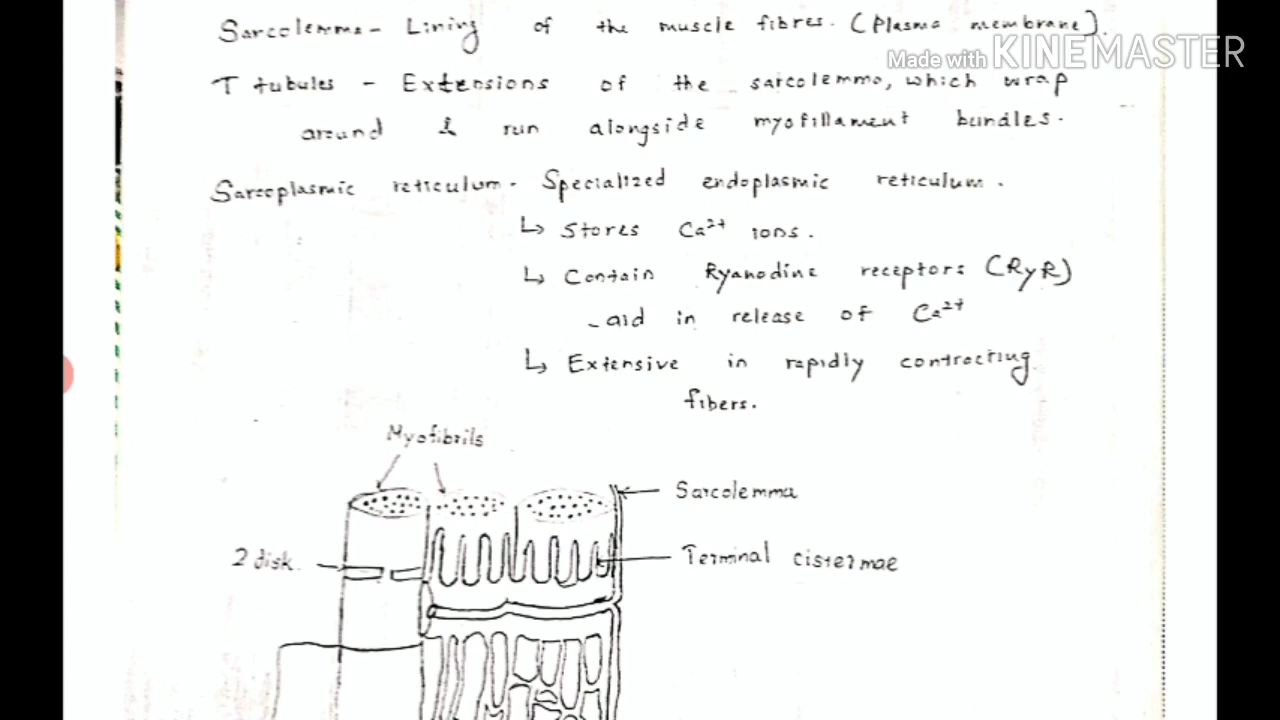 Sarcolemma - Lining of the muscle fibres. (Plasma membrane).
Made with KINEMASTER
T tubules - Extensions of the sarcolemma, which wrap
around & run alongside myofillament bundles.
Sarcoplasmic reticulum - Specialized endoplasmic reticulum.
↳ Stores Ca²⁺ ions.
↳ Contain Ryanodine receptors (RyR)
- aid in release of Ca²⁺
↳ Extensive in rapidly contracting
fibers.
Myofibrils
Sarcolemma
Z disk
Terminal cisternae